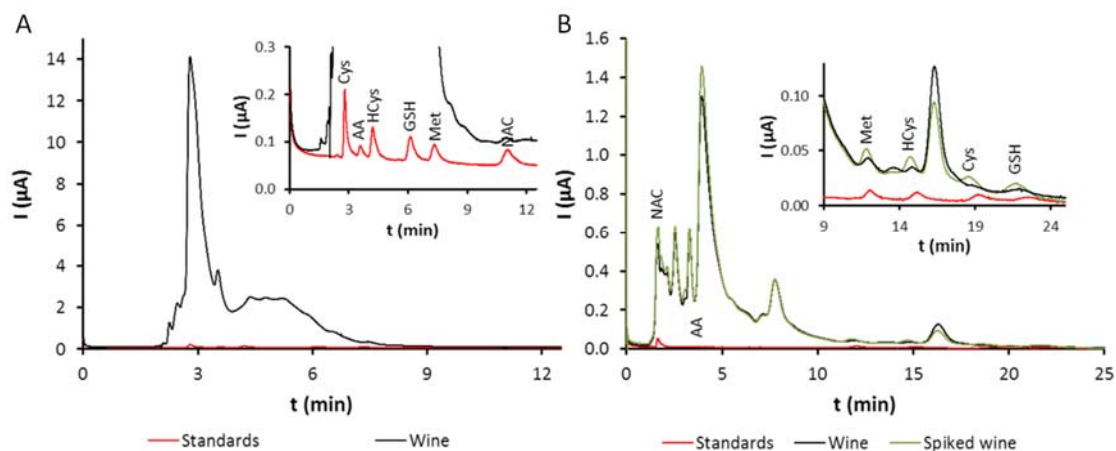 A
I (µA)
14
12
10
8
6
4
2
0
0
3
6
9
12
t (min)
I (µA)
0.3
0.2
0.1
0.0
0
3
6
9
12
t (min)
Cys
AA
HCys
GSH
Met
NAC
Standards
Wine
B
I (µA)
1.6
1.4
1.2
1.0
0.8
0.6
0.4
0.2
0.0
0
5
10
15
20
25
t (min)
NAC
AA
I (µA)
0.10
0.05
0.00
9
14
19
24
t (min)
Met
HCys
Cys
GSH
Standards
Wine
Spiked wine